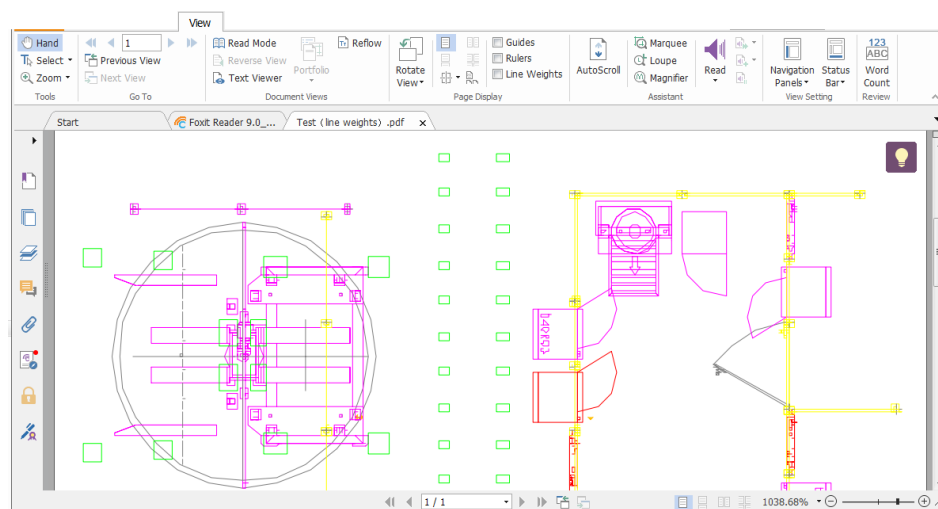 View
Hand
Select
Zoom
Tools
1
Previous View
Next View
Go To
Read Mode
Reverse View
Text Viewer
Portfolio
Reflow
Document Views
Rotate
View
Guides
Rulers
Line Weights
Page Display
AutoScroll
Marquee
Loupe
Magnifier
Read
Assistant
Navigation
Panels
Status
Bar
View Setting
123
ABC
Word
Count
Review
Start
Foxit Reader 9.0_...
Test (line weights) .pdf
1 / 1
1038.68%